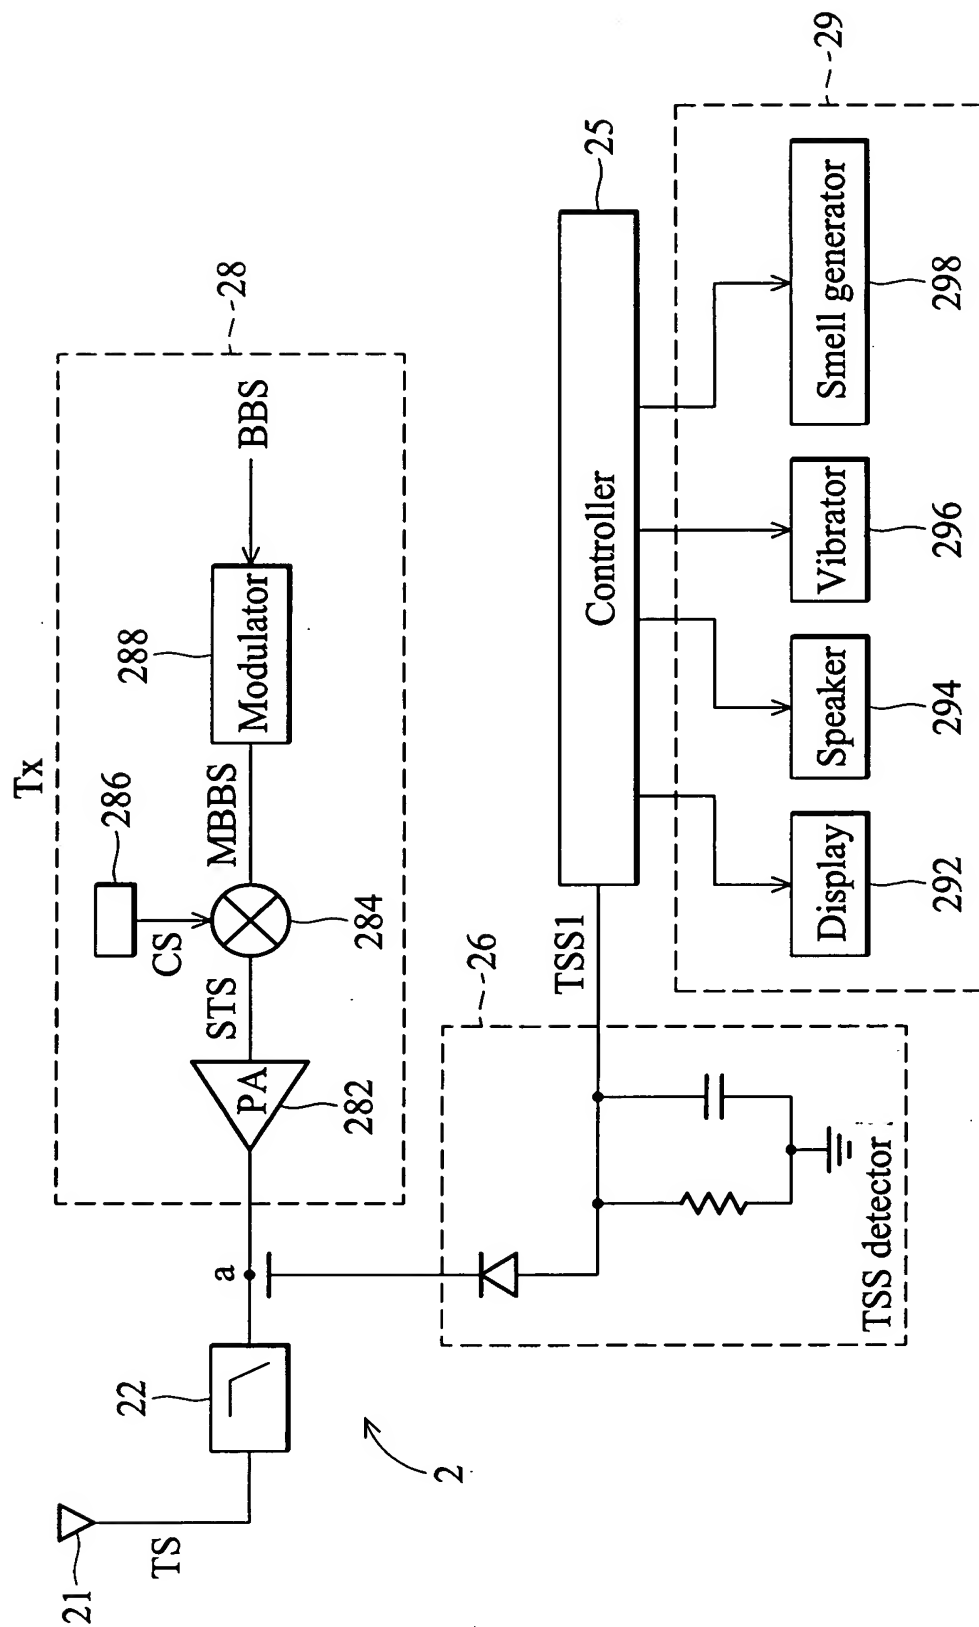 Tx
28
286
288
CS
STS
MBBS
Modulator
BBS
PA
282
284
a
22
21
TS
2
26
TSS1
TSS detector
Controller
25
29
Display
Speaker
Vibrator
Smell generator
292
294
296
298